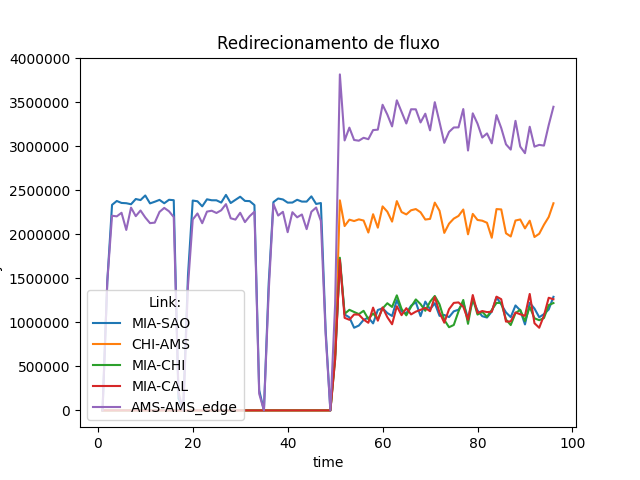 Redirecionamento de fluxo
4000000
3500000
3000000
2500000
2000000
1500000
1000000
500000
0
Link:
MIA-SAO
CHI-AMS
MIA-CHI
MIA-CAL
AMS-AMS_edge
0 20 40 60 80 100
time